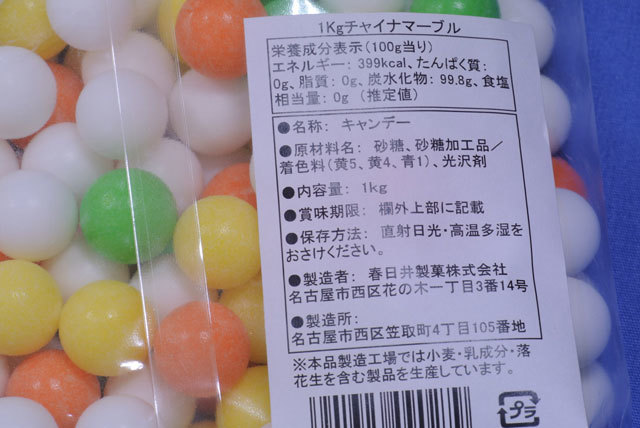 1Kgチャイナマーブル
栄養成分表示(100g当り)
エネルギー: 399kcal、たんぱく質:
0g、脂質: 0g、炭水化物: 99.8g、食塩
相当量: 0g (推定値)
●名称: キャンデー
●原材料名: 砂糖、砂糖加工品/
着色料(黄5、黄4、青1)、光沢剤
●内容量: 1kg
●賞味期限: 欄外上部に記載
●保存方法: 直射日光・高温多湿を
おさけください。
●製造者: 春日井製菓株式会社
名古屋市西区花の木一丁目3番14号
●製造所:
名古屋市西区笠取町4丁目105番地
※本品製造工場では小麦・乳成分・落
花生を含む製品を生産しています。
プラ